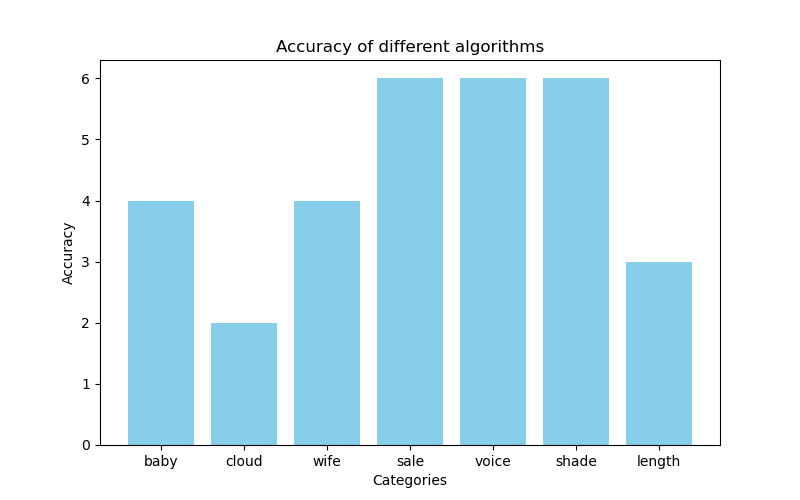 Accuracy of different algorithms
Accuracy
6
5
4
3
2
1
0
baby cloud wife sale voice shade length
Categories